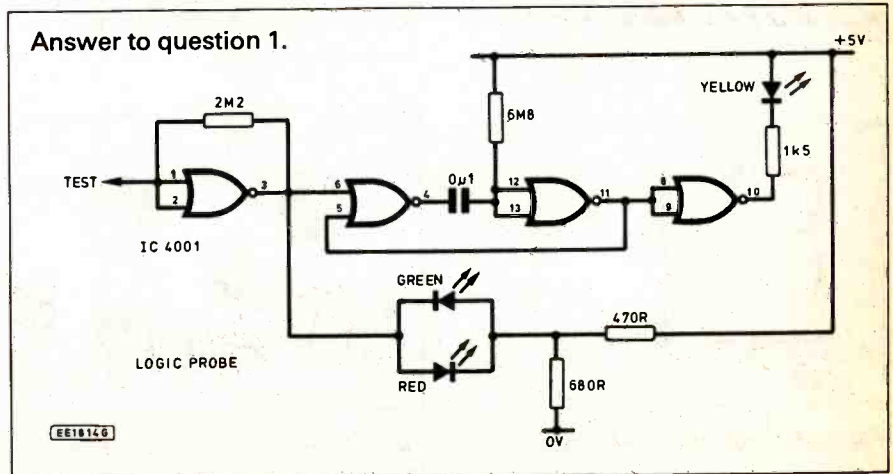 Answer to question 1.
+5V
2M2
6M8
YELLOW
1k5
TEST
1
2
3
6
5
4
0µ1
12
13
11
8
9
10
IC 4001
GREEN
470R
LOGIC PROBE
RED
680R
EE1814G
0V